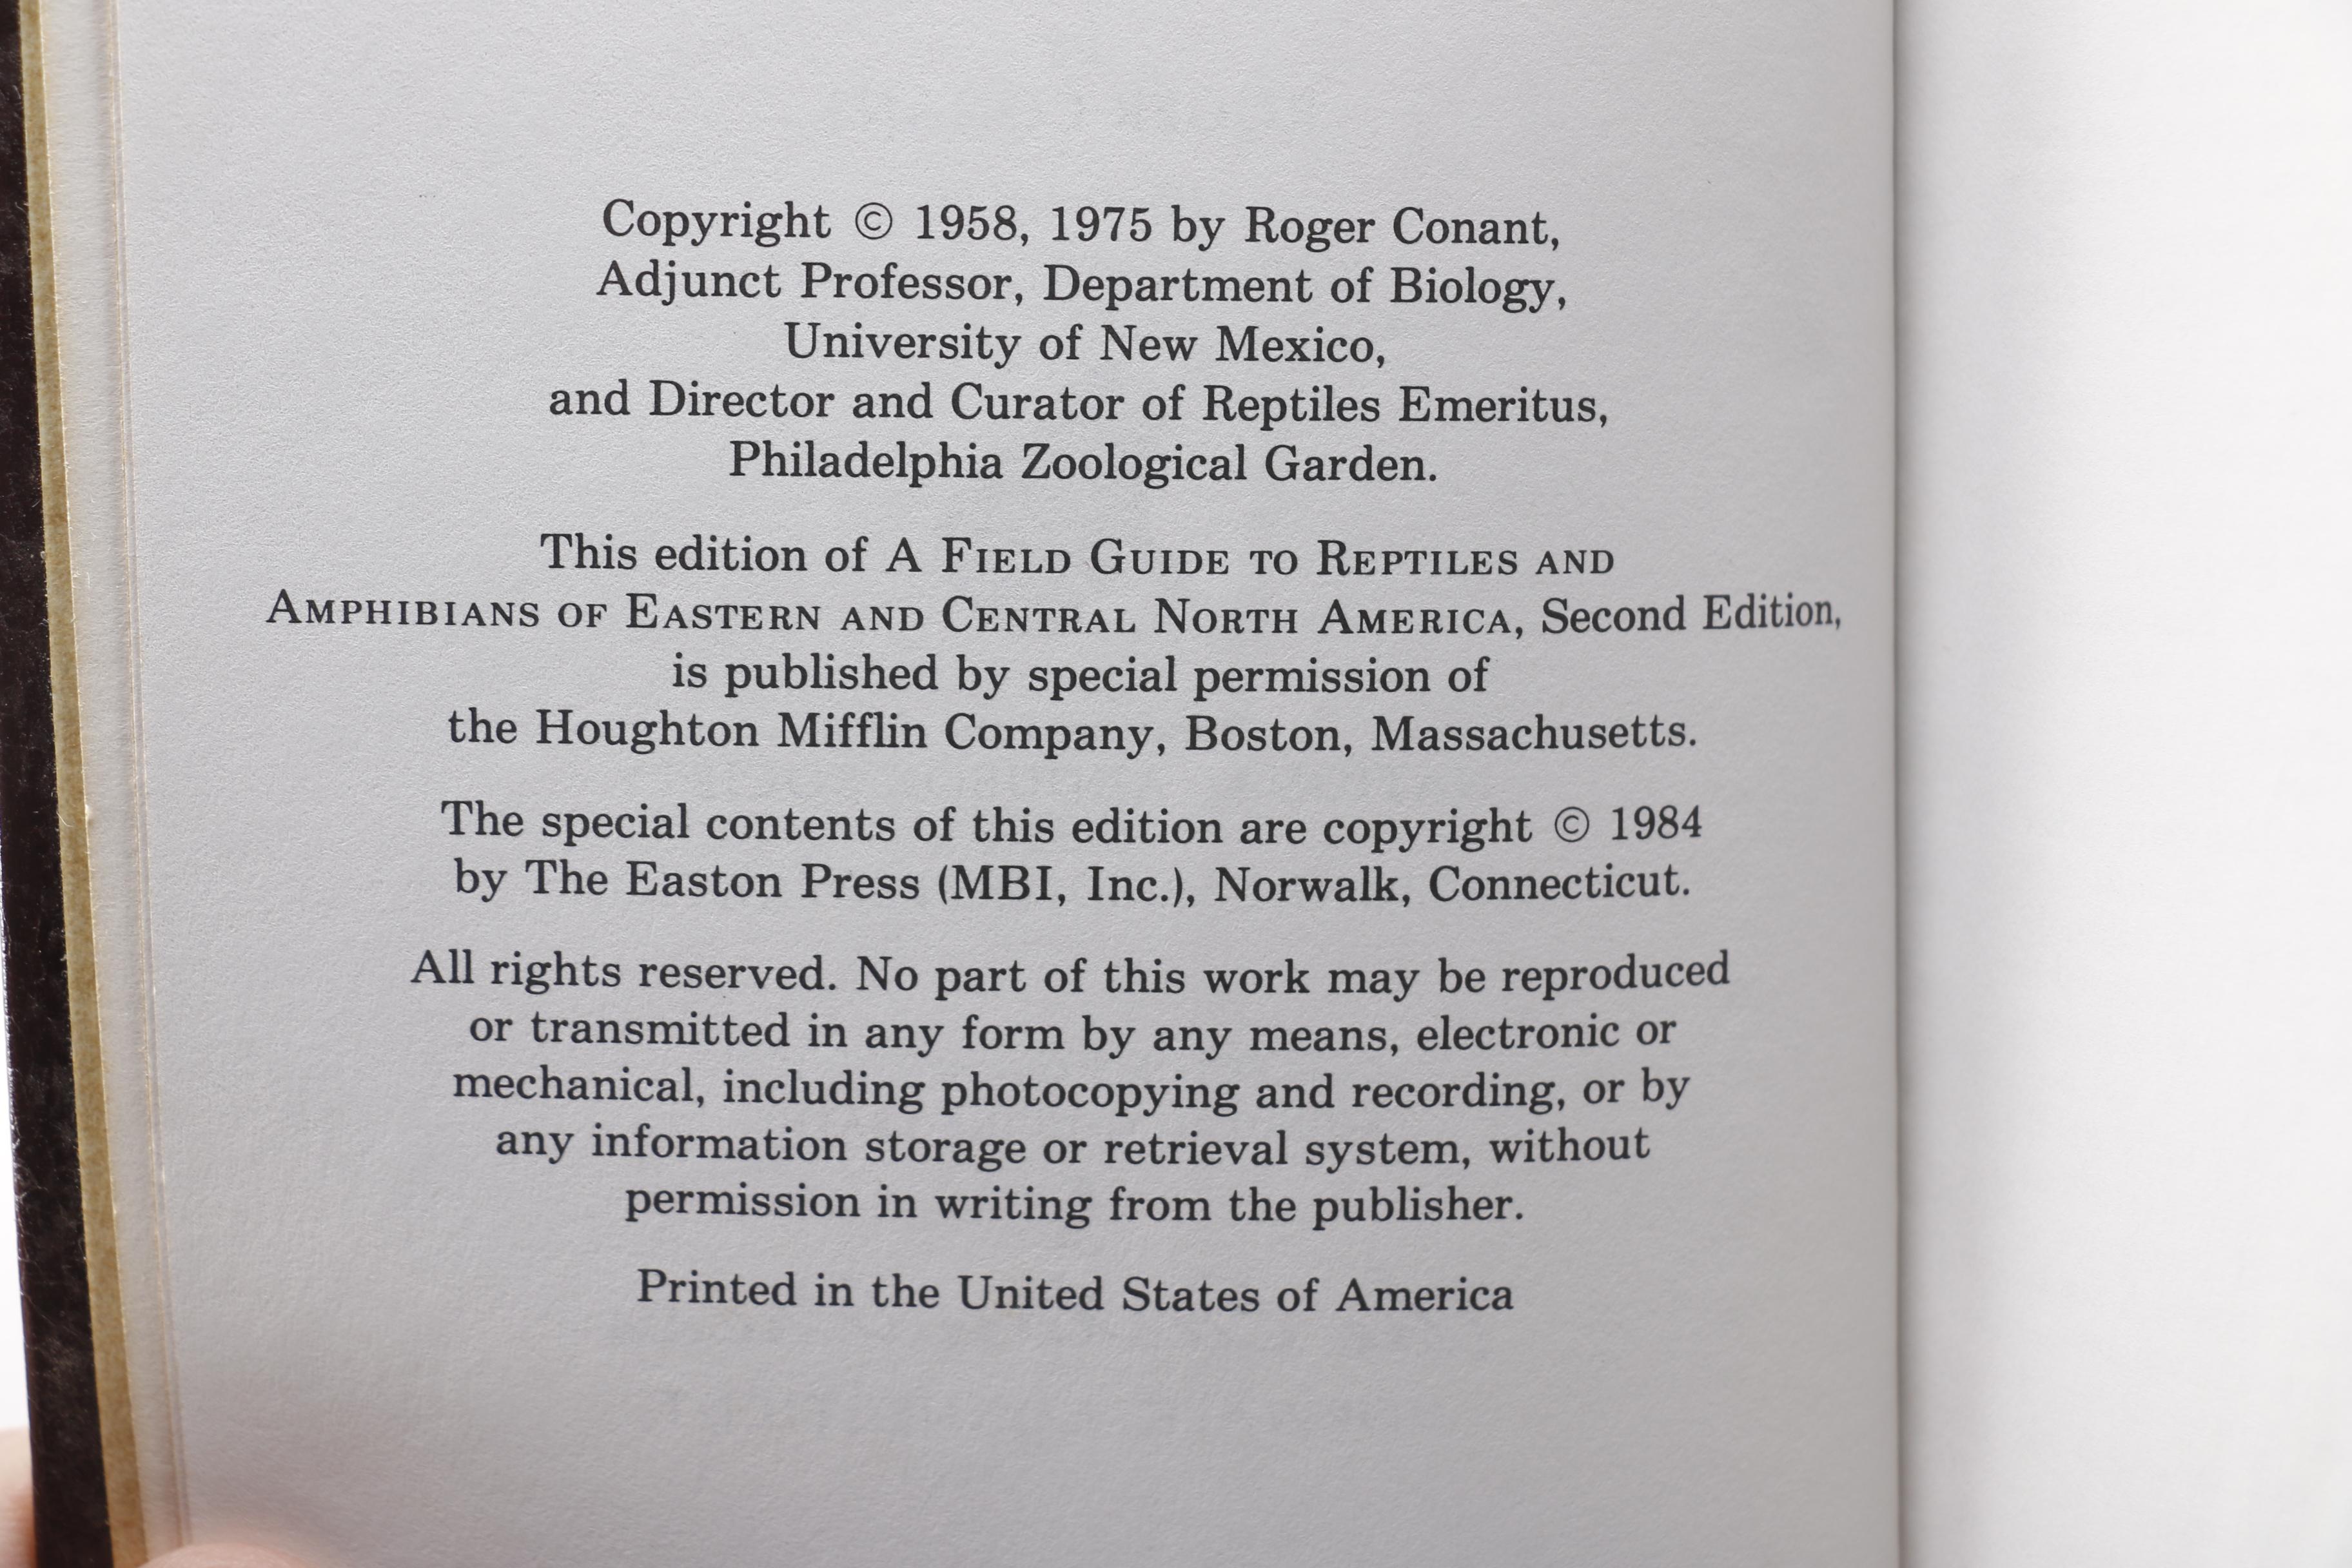 Copyright © 1958, 1975 by Roger Conant,
Adjunct Professor, Department of Biology,
University of New Mexico,
and Director and Curator of Reptiles Emeritus,
Philadelphia Zoological Garden.
This edition of A FIELD GUIDE TO REPTILES AND
AMPHIBIANS OF EASTERN AND CENTRAL NORTH AMERICA, Second Edition,
is published by special permission of
the Houghton Mifflin Company, Boston, Massachusetts.
The special contents of this edition are copyright © 1984
by The Easton Press (MBI, Inc.), Norwalk, Connecticut.
All rights reserved. No part of this work may be reproduced
or transmitted in any form by any means, electronic or
mechanical, including photocopying and recording, or by
any information storage or retrieval system, without
permission in writing from the publisher.
Printed in the United States of America